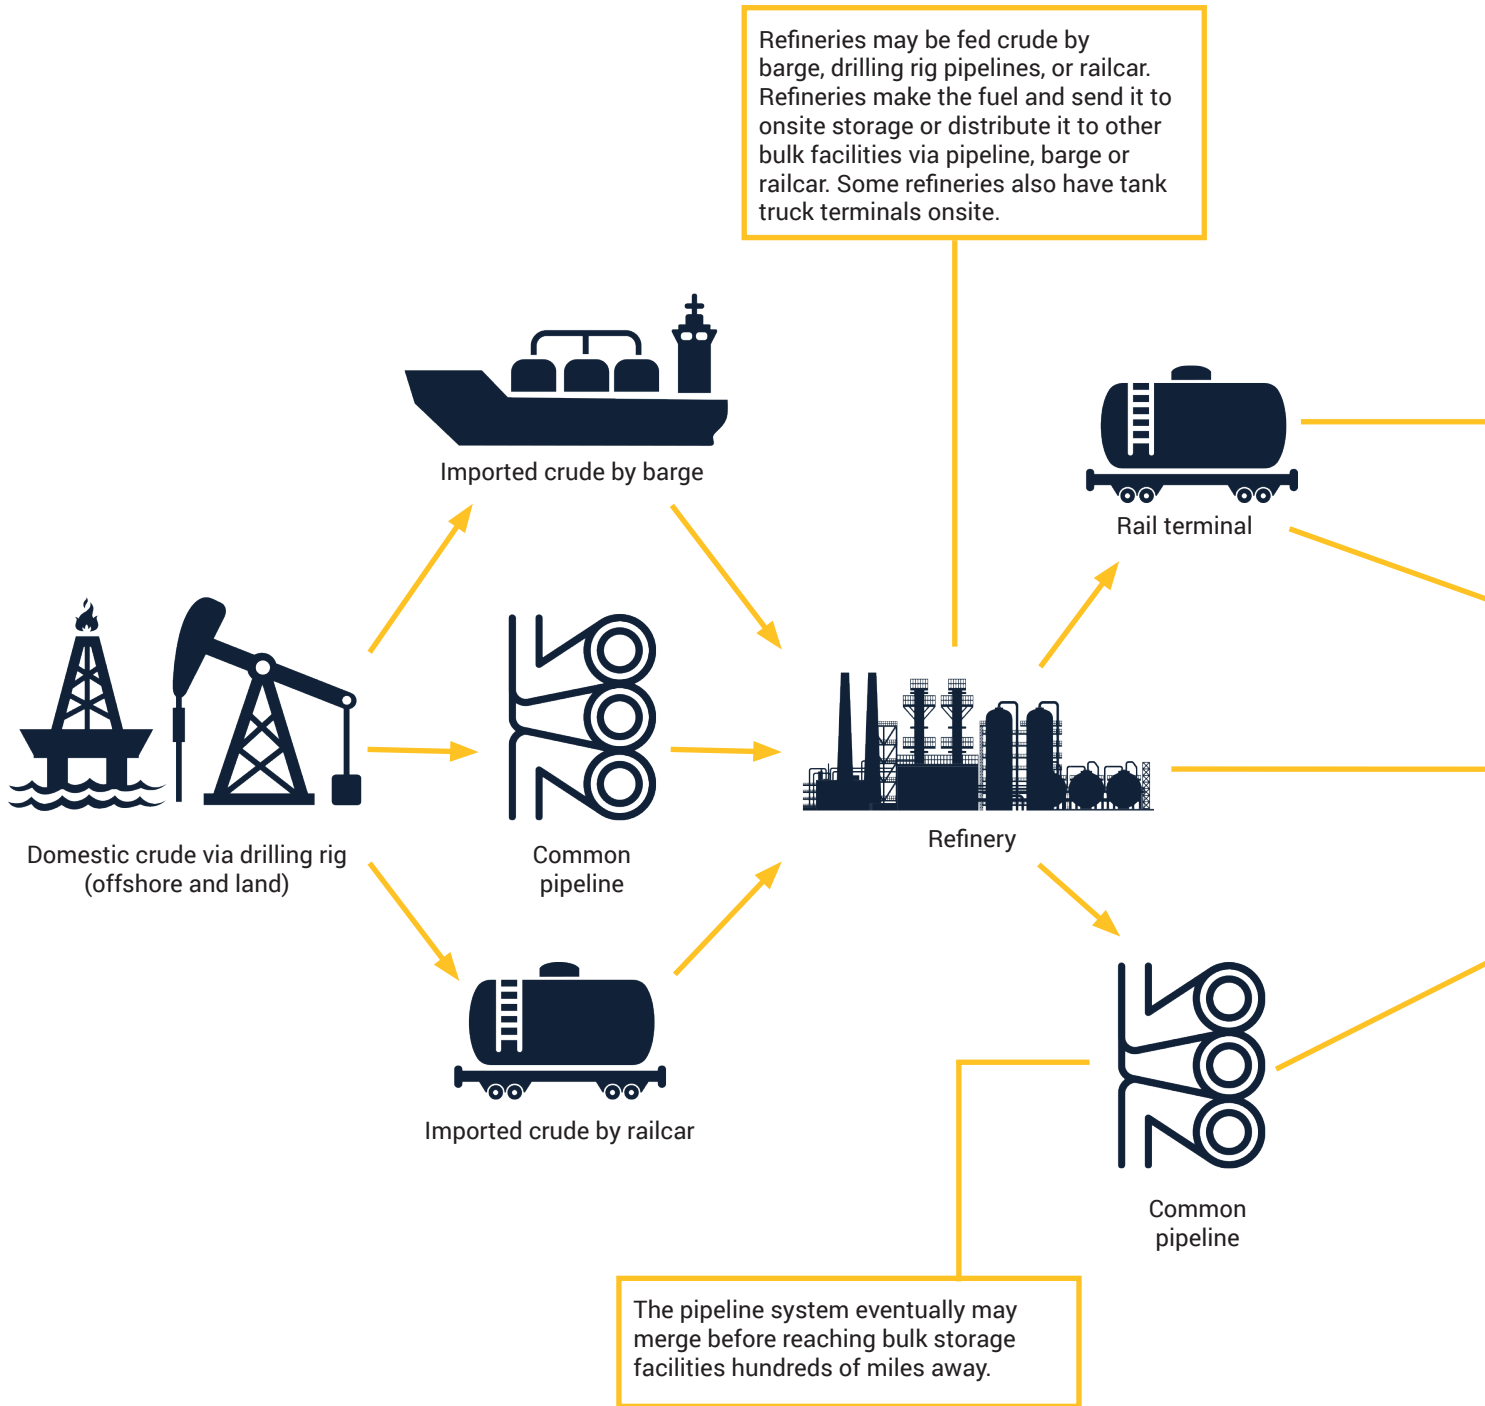 Refineries may be fed crude by
barge, drilling rig pipelines, or railcar.
Refineries make the fuel and send it to
onsite storage or distribute it to other
bulk facilities via pipeline, barge or
railcar. Some refineries also have tank
truck terminals onsite.
Imported crude by barge
Rail terminal
Domestic crude via drilling rig
(offshore and land)
Common
pipeline
Refinery
Imported crude by railcar
Common
pipeline
The pipeline system eventually may
merge before reaching bulk storage
facilities hundreds of miles away.